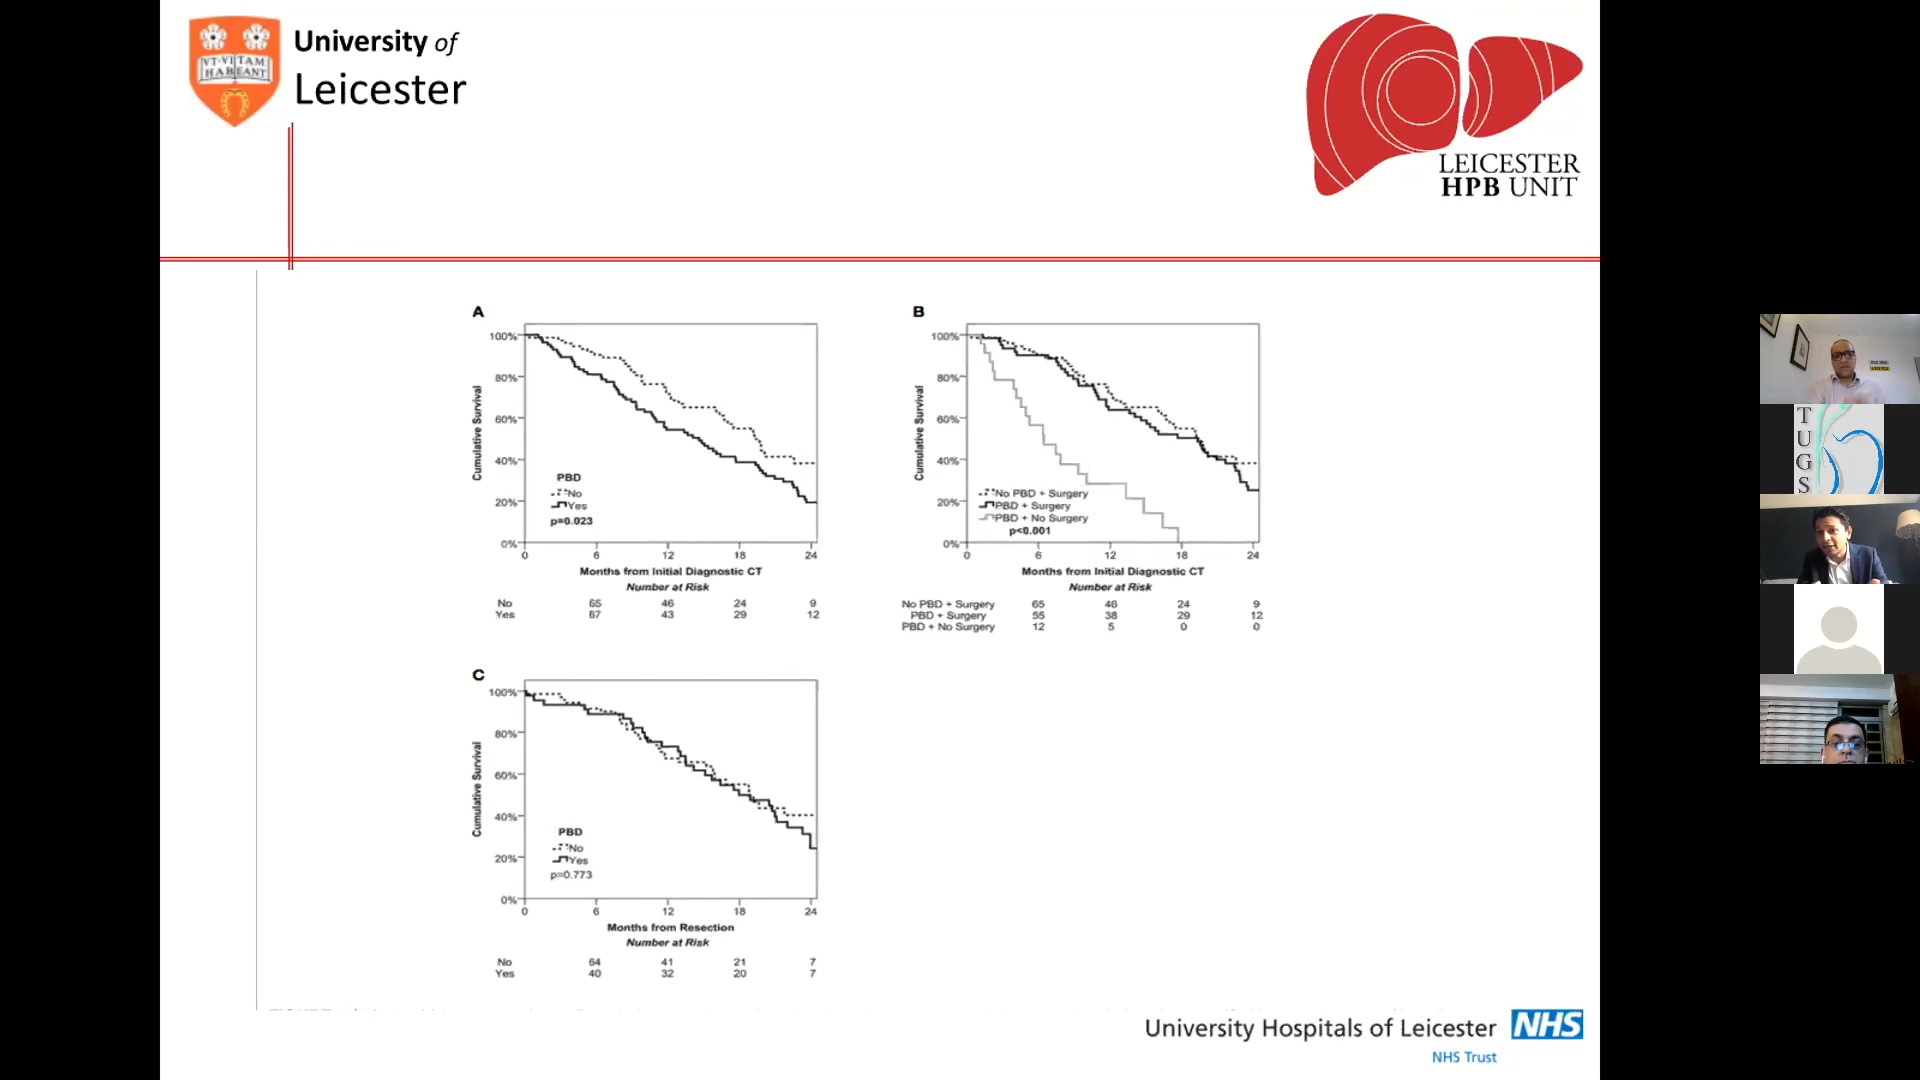 VT·VI TAM
HAB EANT
University of
Leicester
LEICESTER
HPB UNIT
A
100%
80%
60%
40%
20%
0%
Cumulative Survival
PBD
No
Yes
p=0.023
0 6 12 18 24
Months from Initial Diagnostic CT
Number at Risk
No 65 46 24 9
Yes 67 43 29 12
B
100%
80%
60%
40%
20%
0%
Cumulative Survival
No PBD + Surgery
PBD + Surgery
PBD + No Surgery
p<0.001
0 6 12 18 24
Months from Initial Diagnostic CT
Number at Risk
No PBD + Surgery 65 46 24 9
PBD + Surgery 55 38 29 12
PBD + No Surgery 12 5 0 0
C
100%
80%
60%
40%
20%
0%
Cumulative Survival
PBD
No
Yes
p=0.773
0 6 12 18 24
Months from Resection
Number at Risk
No 64 41 21 7
Yes 40 32 20 7
University Hospitals of Leicester
NHS
NHS Trust
TUGS